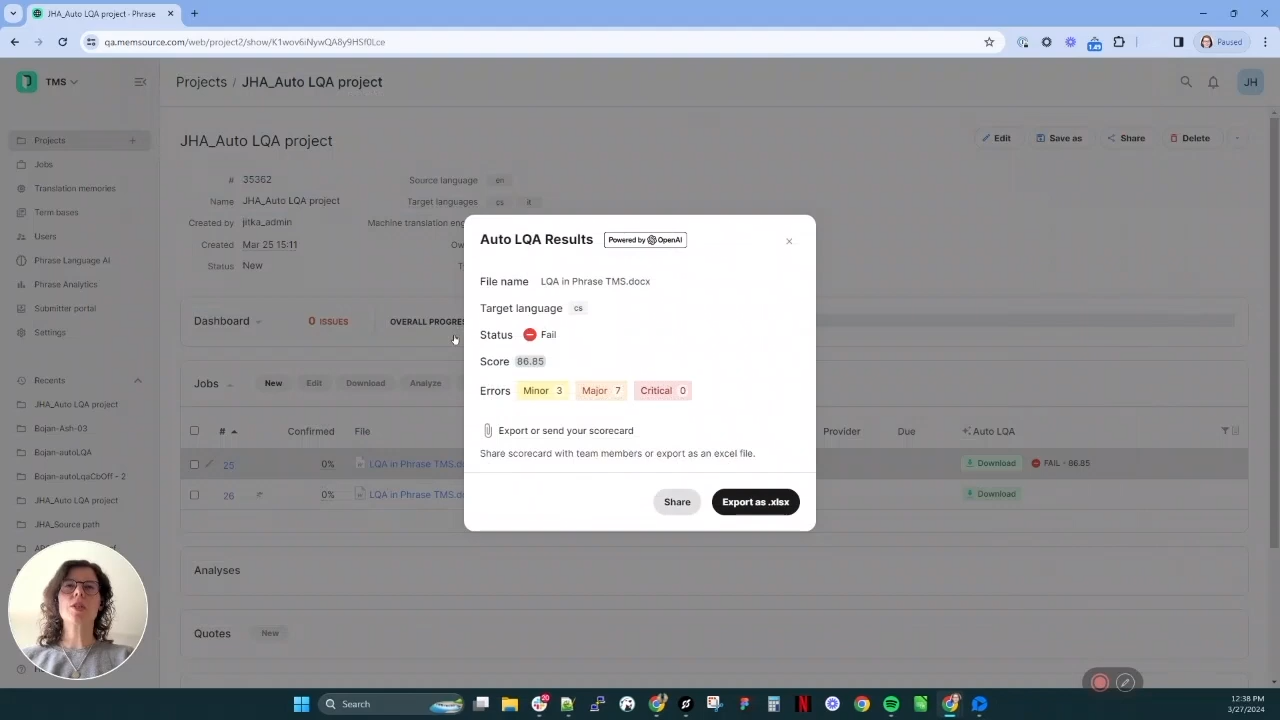 JHA_Auto LQA project - Phrase
qa.memsource.com/web/project2/show/K1wov6iNywQA8y9HSf0Lce
Paused
TMS
Projects / JHA_Auto LQA project
JH
Projects
Jobs
Translation memories
Term bases
Users
Phrase Language AI
Phrase Analytics
Submitter portal
Settings
Recents
JHA_Auto LQA project
Bojan-Ash-03
Bojan-autoLQA
Bojan-autoLqaCbOff - 2
JHA_Auto LQA project
JHA_Source path
JHA_Auto LQA project
Edit
Save as
Share
Delete
# 35362
Name JHA_Auto LQA project
Created by jitka_admin
Created Mar 25 15:11
Status New
Source language en
Target languages cs it
Machine translation eng
Dashboard
0 ISSUES
OVERALL PROGRES
Jobs
New
Edit
Download
Analyze
# Confirmed File Provider Due Auto LQA
25 0% LQA in Phrase TMS.do Download FAIL - 86.85
26 0% LQA in Phrase TMS.do Download
Analyses
Quotes
New
Auto LQA Results
Powered by OpenAI
File name LQA in Phrase TMS.docx
Target language cs
Status Fail
Score 86.85
Errors Minor 3 Major 7 Critical 0
Export or send your scorecard
Share scorecard with team members or export as an excel file.
Share
Export as .xlsx
Search
20
12:38 PM
3/27/2024